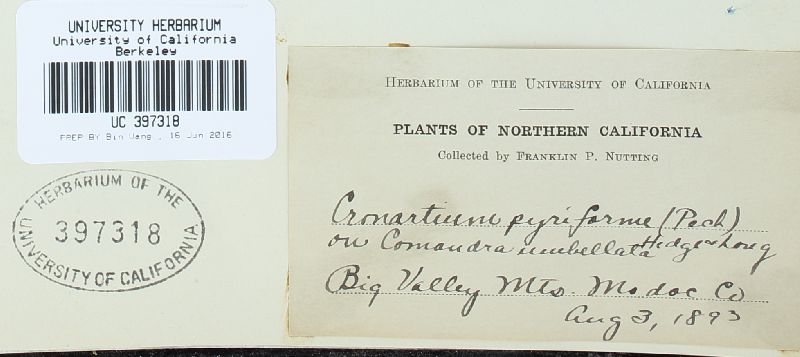 UNIVERSITY HERBARIUM
University of California
Berkeley
UC 397318
PREP BY Bin Wang , 16 Jun 2016
HERBARIUM OF THE
397318
UNIVERSITY OF CALIFORNIA
HERBARIUM OF THE UNIVERSITY OF CALIFORNIA
PLANTS OF NORTHERN CALIFORNIA
Collected by FRANKLIN P. NUTTING
Cronartium pyriforme (Peck)
Hedge & Long
on Comandra umbellata
Big Valley Mts. Modoc Co
Aug 3, 1893